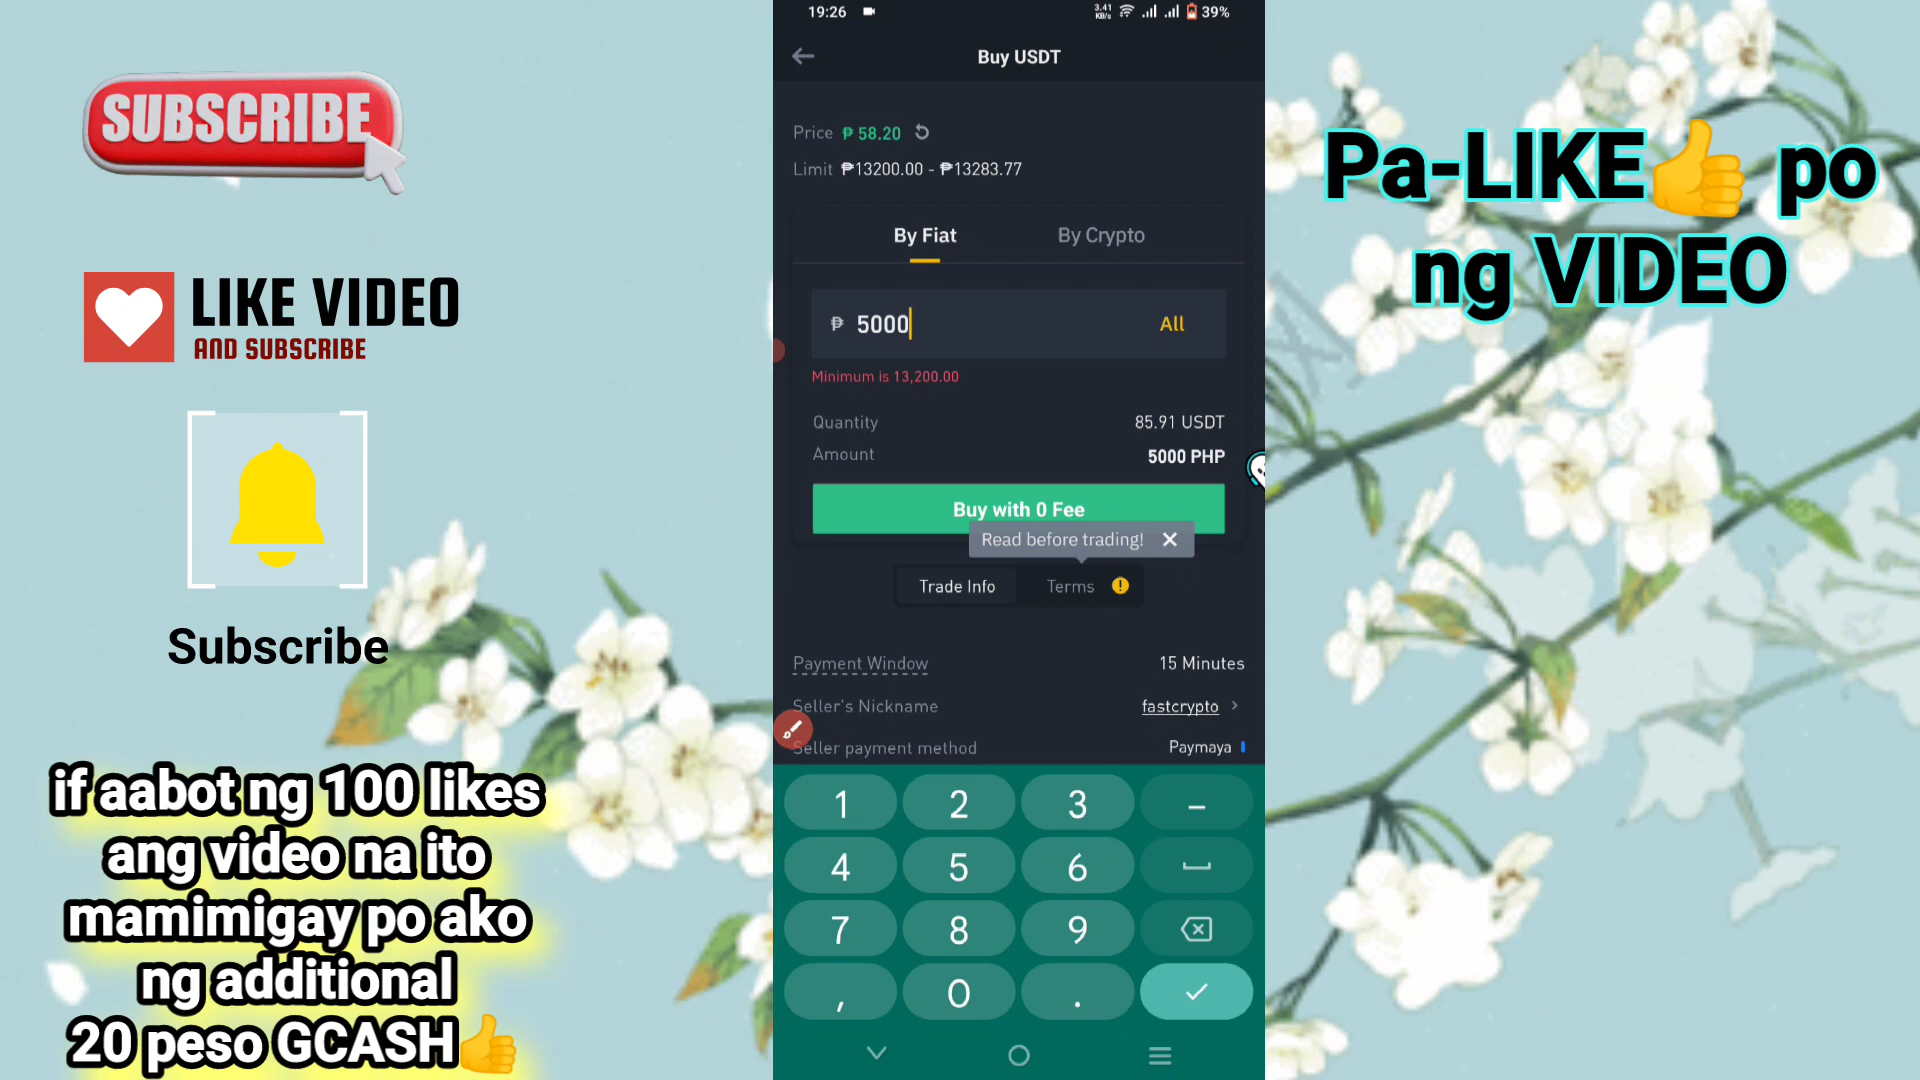 SUBSCRIBE
LIKE VIDEO
AND SUBSCRIBE
Subscribe
if aabot ng 100 likes
ang video na ito
mamimigay po ako
ng additional
20 peso GCASH👍
19:26
3.41
KB/s
39%
Buy USDT
Price ₱ 58.20
Limit ₱13200.00 - ₱13283.77
By Fiat By Crypto
₱ 5000 All
Minimum is 13,200.00
Quantity 85.91 USDT
Amount 5000 PHP
Buy with 0 Fee
Read before trading! ✕
Trade Info Terms
Payment Window 15 Minutes
Seller's Nickname fastcrypto >
Seller payment method Paymaya
1 2 3 –
4 5 6
7 8 9
, 0 .
Pa-LIKE👍 po
ng VIDEO